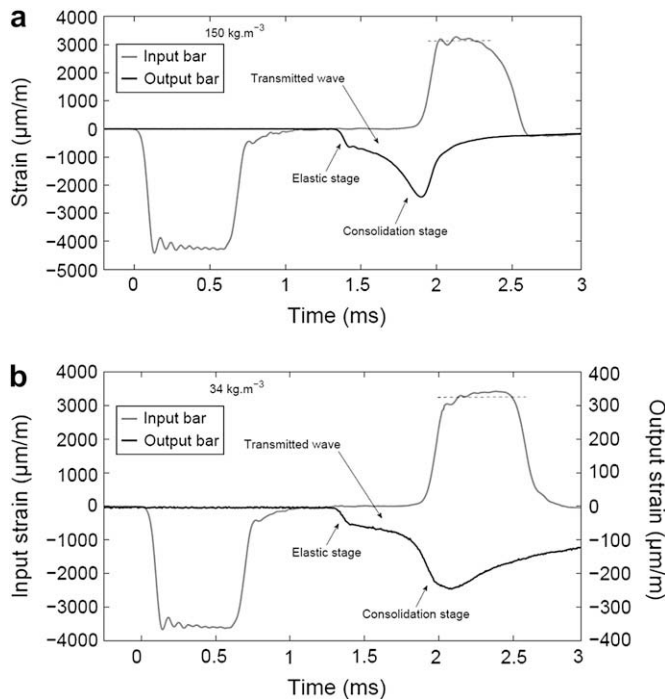 a
150 kg.m⁻³
Input bar
Output bar
Transmitted wave
Elastic stage
Consolidation stage
Strain (µm/m)
4000
3000
2000
1000
0
-1000
-2000
-3000
-4000
-5000
0 0.5 1 1.5 2 2.5 3
Time (ms)
b
34 kg.m⁻³
Input bar
Output bar
Transmitted wave
Elastic stage
Consolidation stage
Input strain (µm/m)
4000
3000
2000
1000
0
-1000
-2000
-3000
-4000
Output strain (µm/m)
400
300
200
100
0
-100
-200
-300
-400
0 0.5 1 1.5 2 2.5 3
Time (ms)